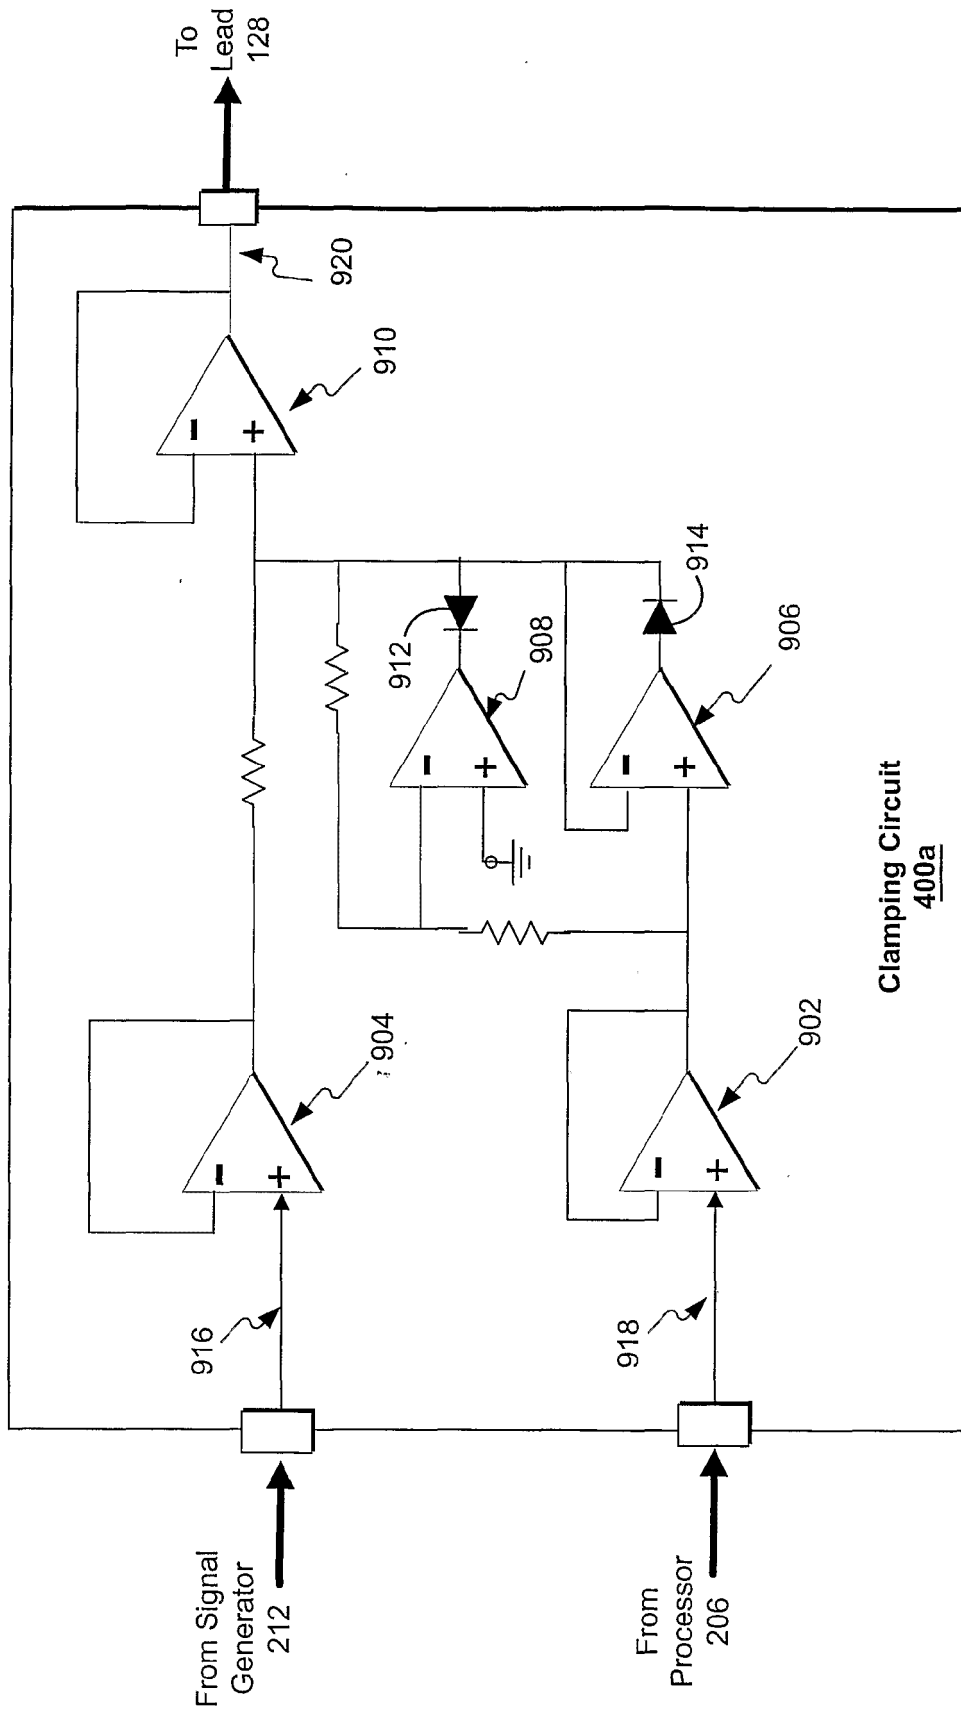 From Signal
Generator
212
916
904
910
920
To
Lead
128
912
908
914
906
From
Processor
206
918
902
- +
- +
- +
- +
- +
Clamping Circuit
400a